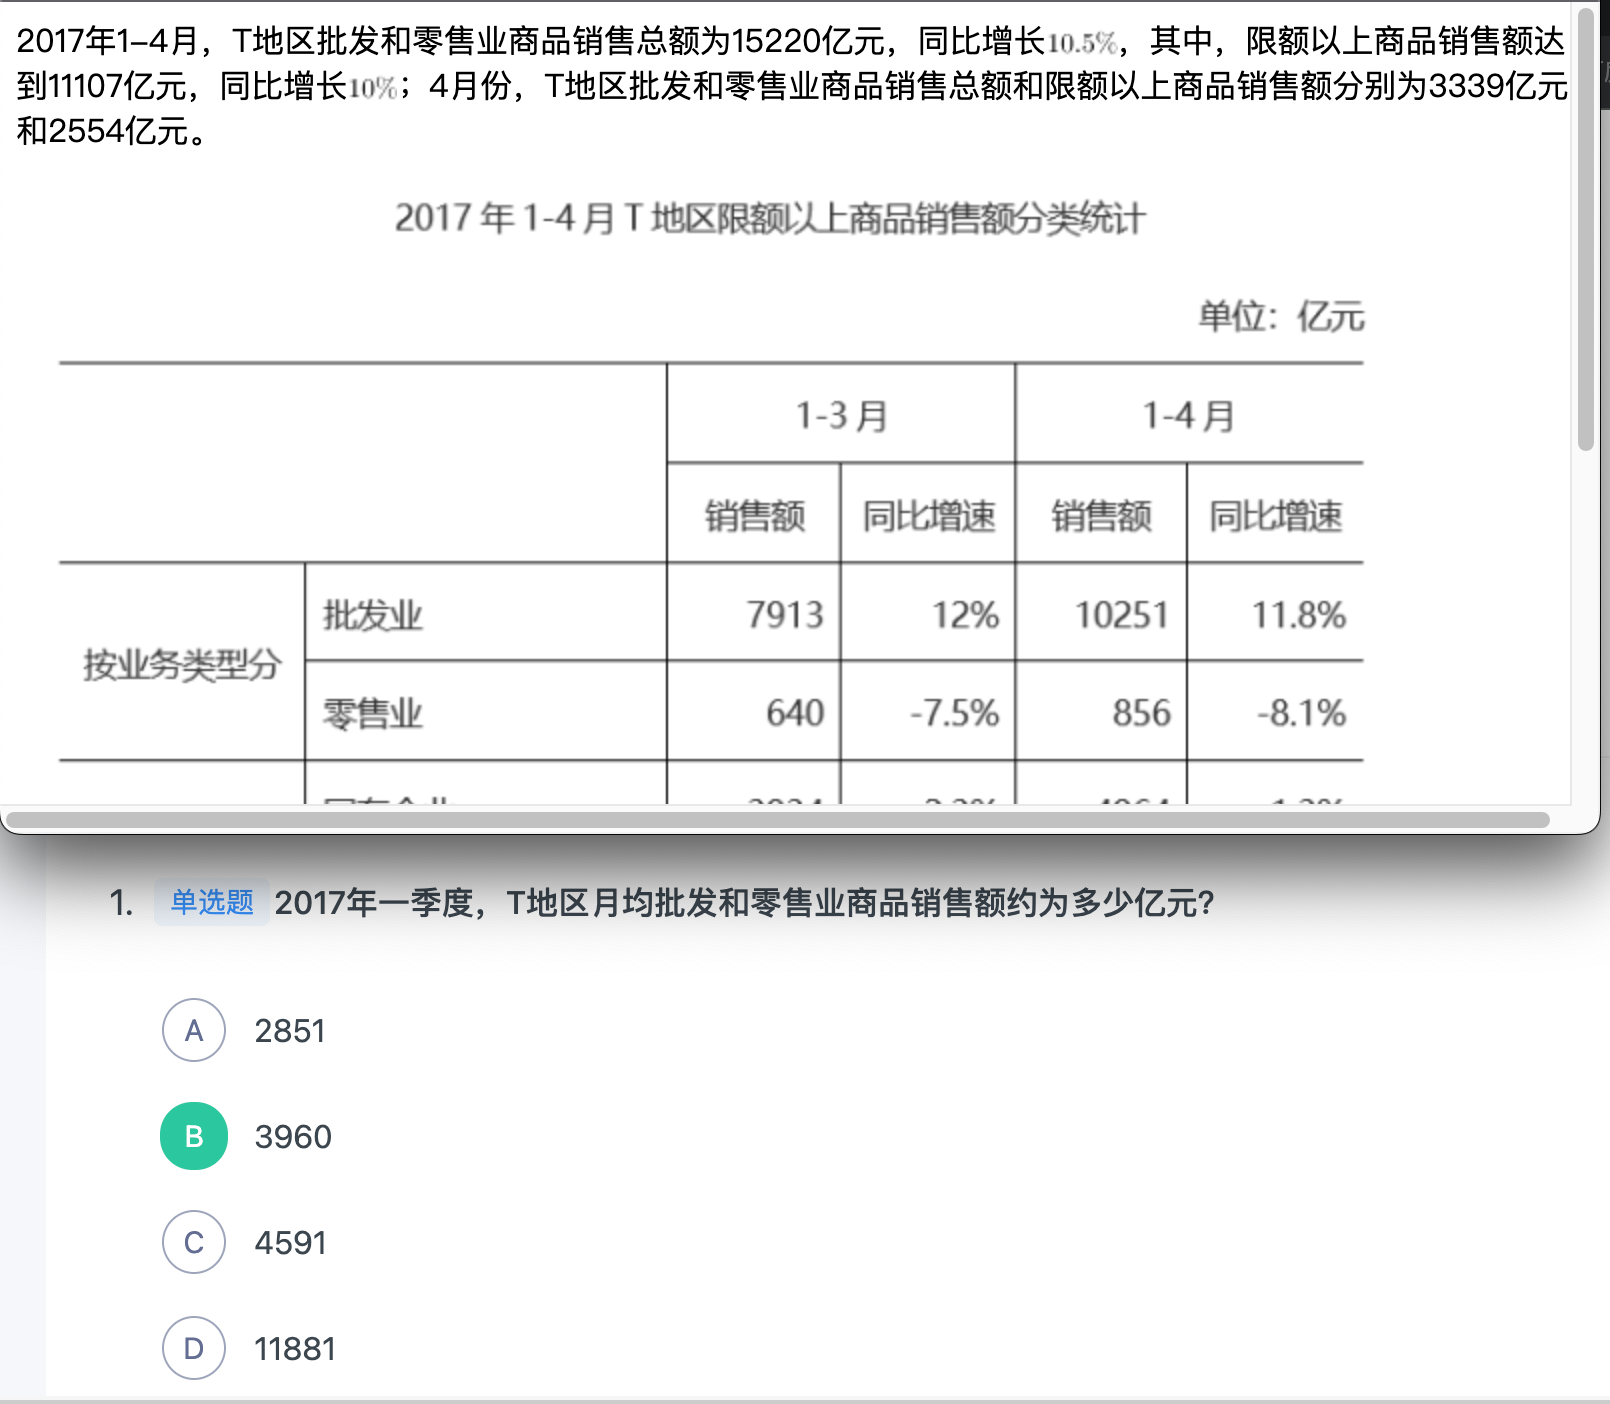 2017年1–4月，T地区批发和零售业商品销售总额为15220亿元，同比增长10.5%，其中，限额以上商品销售额达
到11107亿元，同比增长10%；4月份，T地区批发和零售业商品销售总额和限额以上商品销售额分别为3339亿元
和2554亿元。
2017 年 1-4 月 T 地区限额以上商品销售额分类统计
单位：亿元
1-3 月 1-4 月
销售额 同比增速 销售额 同比增速
批发业 7913 12% 10251 11.8%
按业务类型分
零售业 640 -7.5% 856 -8.1%
1. 单选题 2017年一季度，T地区月均批发和零售业商品销售额约为多少亿元？
A 2851
B 3960
C 4591
D 11881